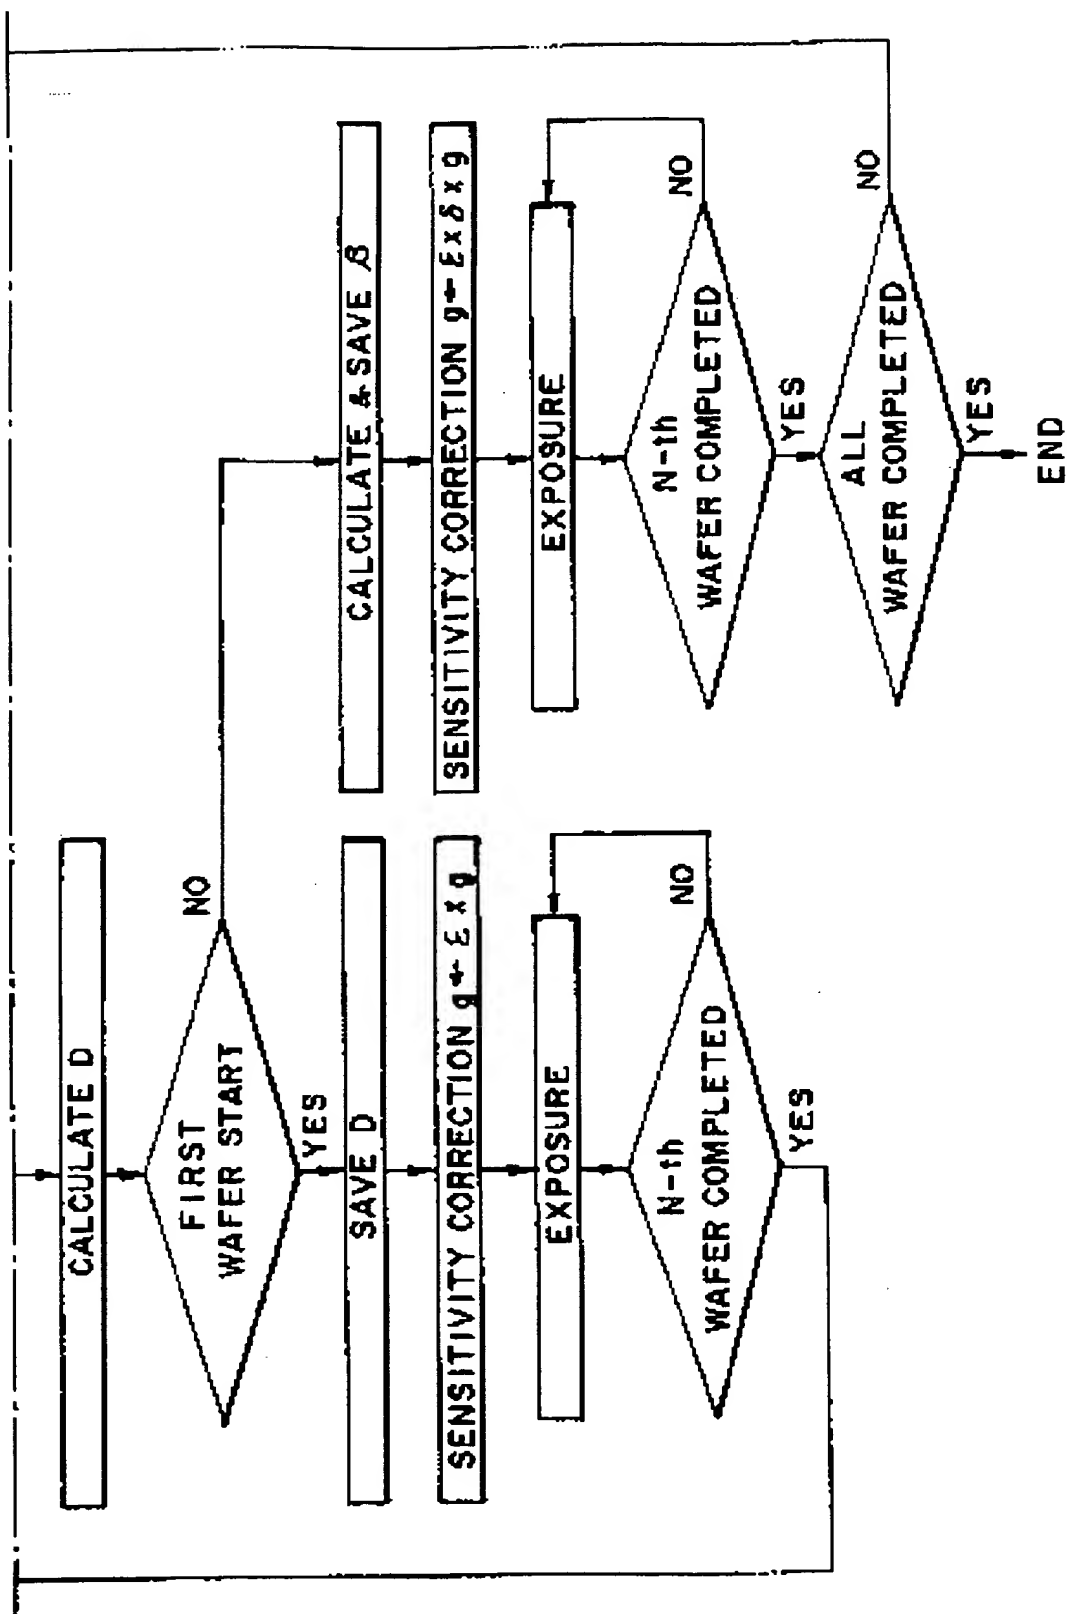 CALCULATE D
FIRST
WAFER START
NO
YES
SAVE D
SENSITIVITY CORRECTION g← ε × g
EXPOSURE
N-th
WAFER COMPLETED
NO
YES
CALCULATE & SAVE β
SENSITIVITY CORRECTION g← ε × δ × g
EXPOSURE
N-th
WAFER COMPLETED
NO
YES
ALL
WAFER COMPLETED
NO
YES
END